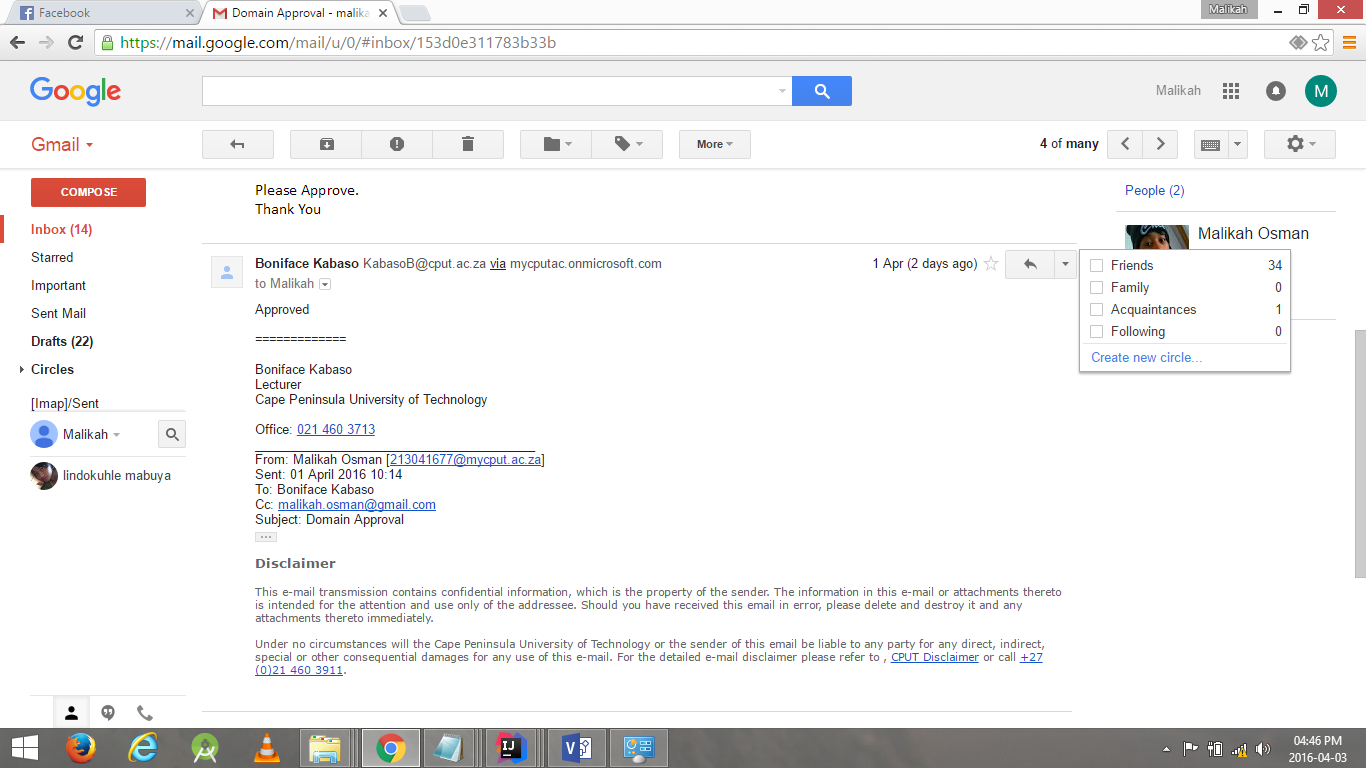 Facebook
Domain Approval - malika
Malikah
https://mail.google.com/mail/u/0/#inbox/153d0e311783b33b
Google
Malikah
M
Gmail
More
4 of many
COMPOSE
Inbox (14)
Starred
Important
Sent Mail
Drafts (22)
Circles
[Imap]/Sent
Malikah
lindokuhle mabuya
Please Approve.
Thank You
Boniface Kabaso KabasoB@cput.ac.za via mycputac.onmicrosoft.com
1 Apr (2 days ago)
to Malikah
Approved
=============
Boniface Kabaso
Lecturer
Cape Peninsula University of Technology
Office: 021 460 3713
From: Malikah Osman [213041677@mycput.ac.za]
Sent: 01 April 2016 10:14
To: Boniface Kabaso
Cc: malikah.osman@gmail.com
Subject: Domain Approval
...
Disclaimer
This e-mail transmission contains confidential information, which is the property of the sender. The information in this e-mail or attachments thereto
is intended for the attention and use only of the addressee. Should you have received this email in error, please delete and destroy it and any
attachments thereto immediately.
Under no circumstances will the Cape Peninsula University of Technology or the sender of this email be liable to any party for any direct, indirect,
special or other consequential damages for any use of this e-mail. For the detailed e-mail disclaimer please refer to , CPUT Disclaimer or call +27
(0)21 460 3911.
People (2)
Malikah Osman
Friends 34
Family 0
Acquaintances 1
Following 0
Create new circle...
04:46 PM
2016-04-03